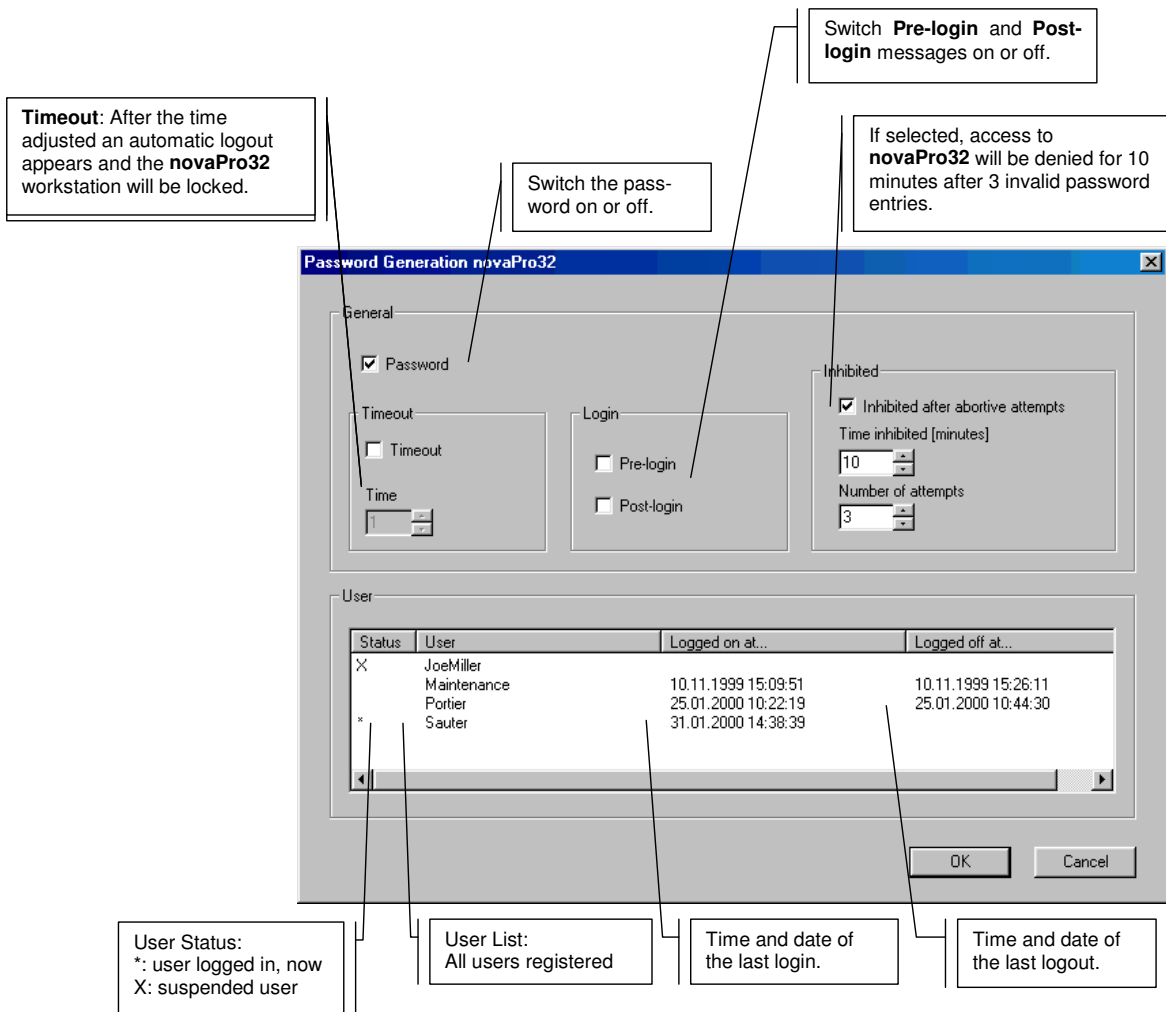 Switch Pre-login and Post-
login messages on or off.
Timeout: After the time
adjusted an automatic logout
appears and the novaPro32
workstation will be locked.
Switch the pass-
word on or off.
If selected, access to
novaPro32 will be denied for 10
minutes after 3 invalid password
entries.
Password Generation novaPro32
General
Password
Timeout
Timeout
Time
1
Login
Pre-login
Post-login
Inhibited
Inhibited after abortive attempts
Time inhibited [minutes]
10
Number of attempts
3
User
Status User Logged on at... Logged off at...
X JoeMiller
Maintenance 10.11.1999 15:09:51 10.11.1999 15:26:11
Portier 25.01.2000 10:22:19 25.01.2000 10:44:30
* Sauter 31.01.2000 14:38:39
OK Cancel
User Status:
*: user logged in, now
X: suspended user
User List:
All users registered
Time and date of
the last login.
Time and date of
the last logout.